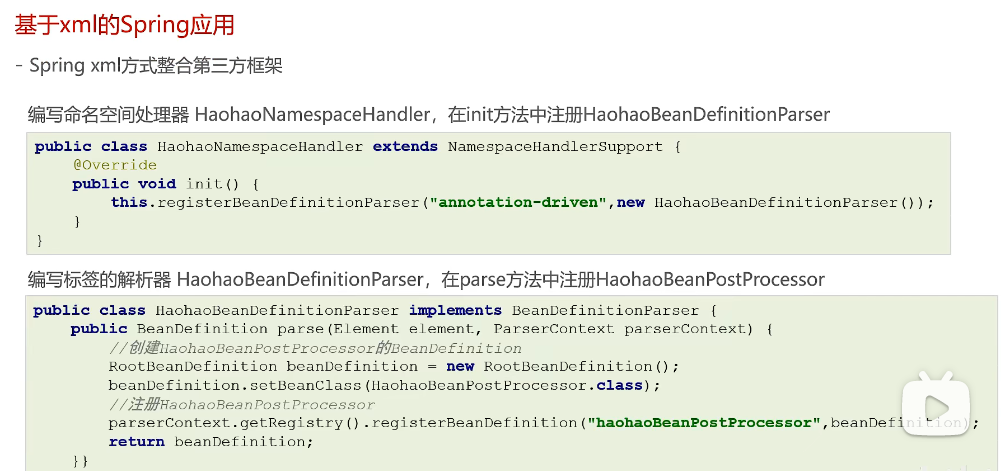 基于xml的Spring应用
- Spring xml方式整合第三方框架
编写命名空间处理器 HaohaoNamespaceHandler，在init方法中注册HaohaoBeanDefinitionParser
public class HaohaoNamespaceHandler extends NamespaceHandlerSupport {
@Override
public void init() {
this.registerBeanDefinitionParser("annotation-driven",new HaohaoBeanDefinitionParser());
}
}
编写标签的解析器 HaohaoBeanDefinitionParser，在parse方法中注册HaohaoBeanPostProcessor
public class HaohaoBeanDefinitionParser implements BeanDefinitionParser {
public BeanDefinition parse(Element element, ParserContext parserContext) {
//创建HaohaoBeanPostProcessor的BeanDefinition
RootBeanDefinition beanDefinition = new RootBeanDefinition();
beanDefinition.setBeanClass(HaohaoBeanPostProcessor.class);
//注册HaohaoBeanPostProcessor
parserContext.getRegistry().registerBeanDefinition("haohaoBeanPostProcessor",beanDefinition);
return beanDefinition;
}}